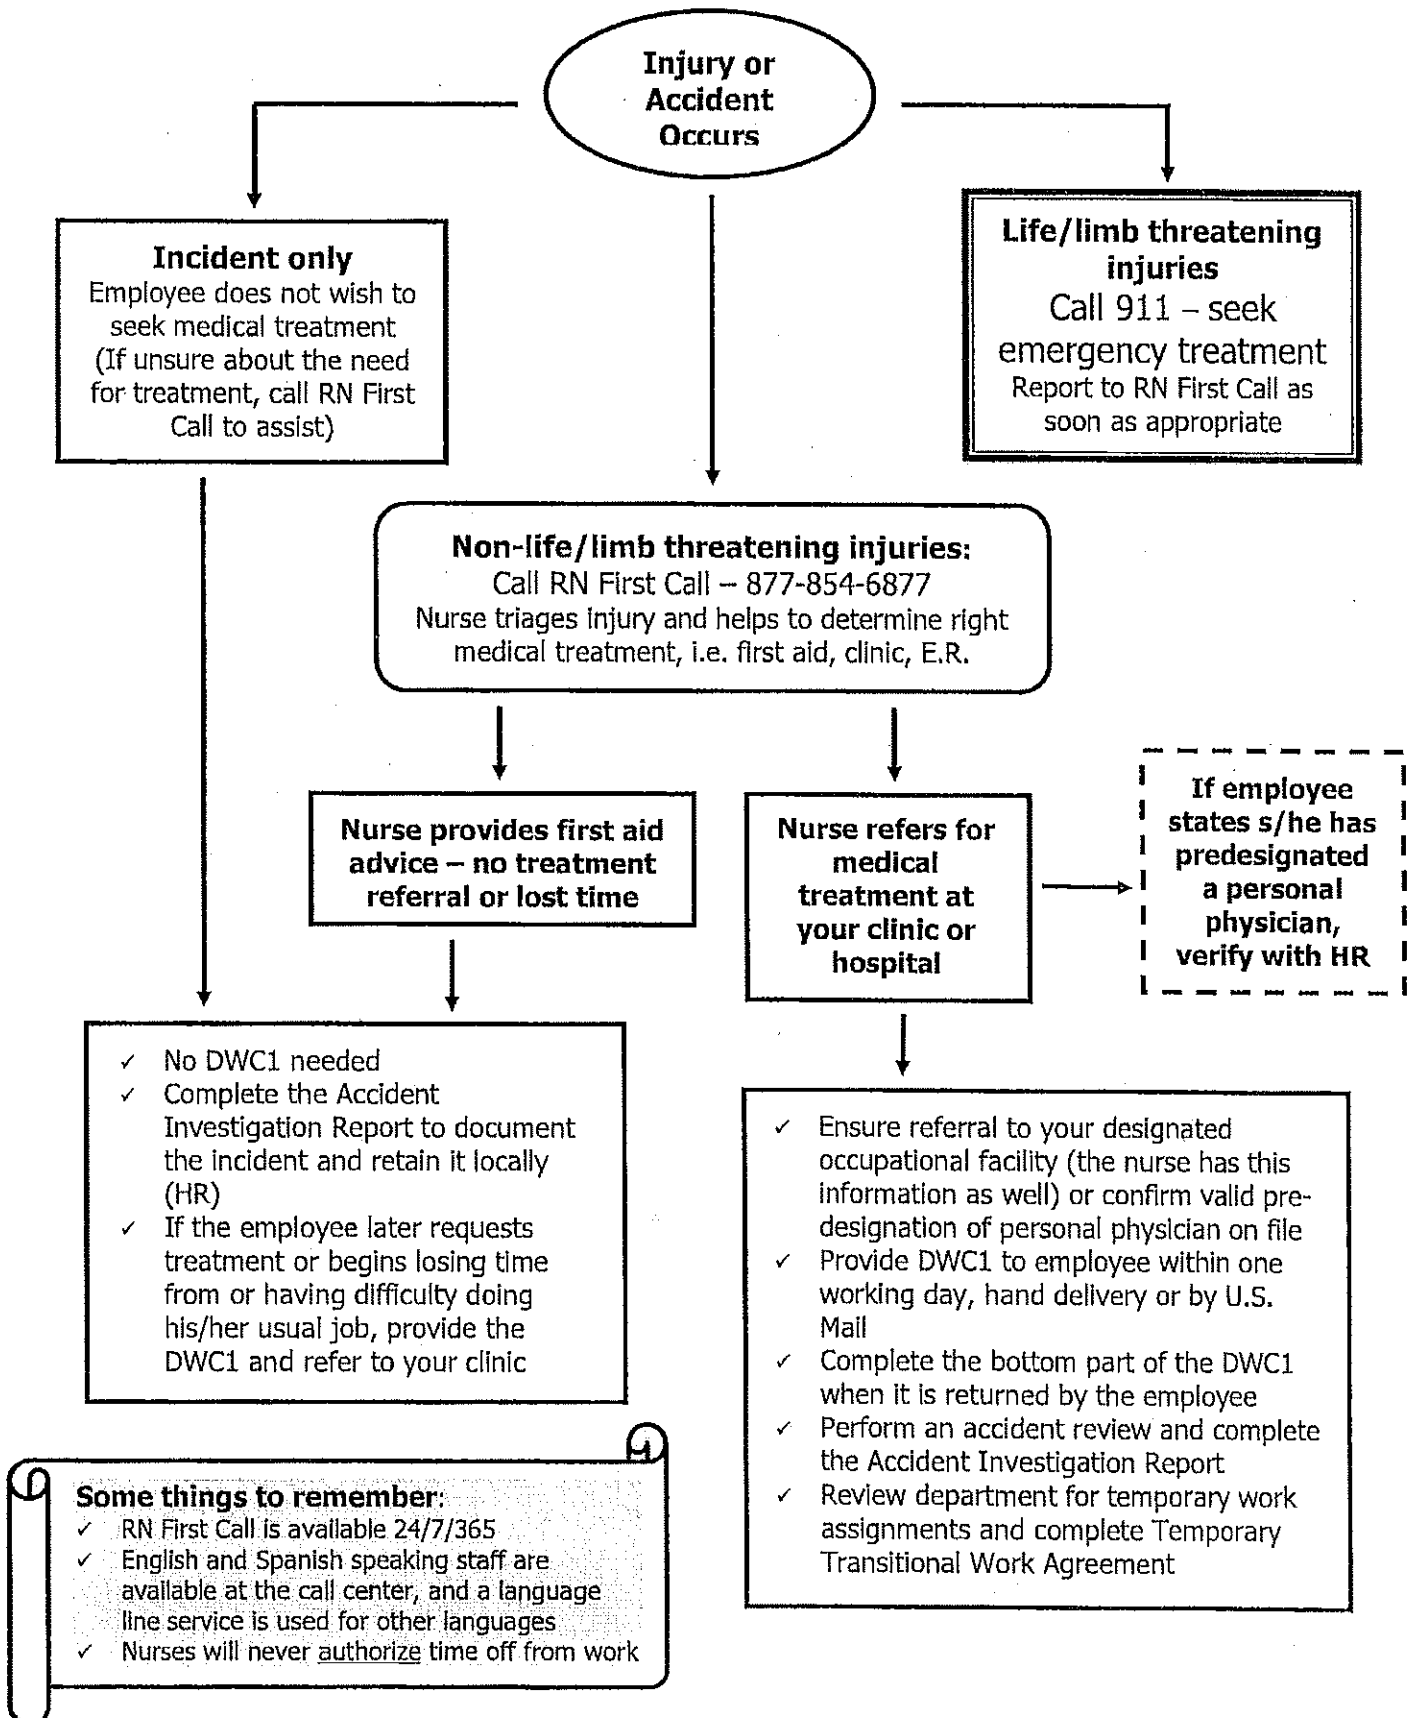 Injury or
Accident
Occurs
Incident only
Employee does not wish to
seek medical treatment
(If unsure about the need
for treatment, call RN First
Call to assist)
Life/limb threatening
injuries
Call 911 – seek
emergency treatment
Report to RN First Call as
soon as appropriate
Non-life/limb threatening injuries:
Call RN First Call – 877-854-6877
Nurse triages injury and helps to determine right
medical treatment, i.e. first aid, clinic, E.R.
Nurse provides first aid
advice – no treatment
referral or lost time
Nurse refers for
medical
treatment at
your clinic or
hospital
If employee
states s/he has
predesignated
a personal
physician,
verify with HR
✓ No DWC1 needed
✓ Complete the Accident
Investigation Report to document
the incident and retain it locally
(HR)
✓ If the employee later requests
treatment or begins losing time
from or having difficulty doing
his/her usual job, provide the
DWC1 and refer to your clinic
✓ Ensure referral to your designated
occupational facility (the nurse has this
information as well) or confirm valid pre-
designation of personal physician on file
✓ Provide DWC1 to employee within one
working day, hand delivery or by U.S.
Mail
✓ Complete the bottom part of the DWC1
when it is returned by the employee
✓ Perform an accident review and complete
the Accident Investigation Report
✓ Review department for temporary work
assignments and complete Temporary
Transitional Work Agreement
Some things to remember:
✓ RN First Call is available 24/7/365
✓ English and Spanish speaking staff are
available at the call center, and a language
line service is used for other languages
✓ Nurses will never authorize time off from work